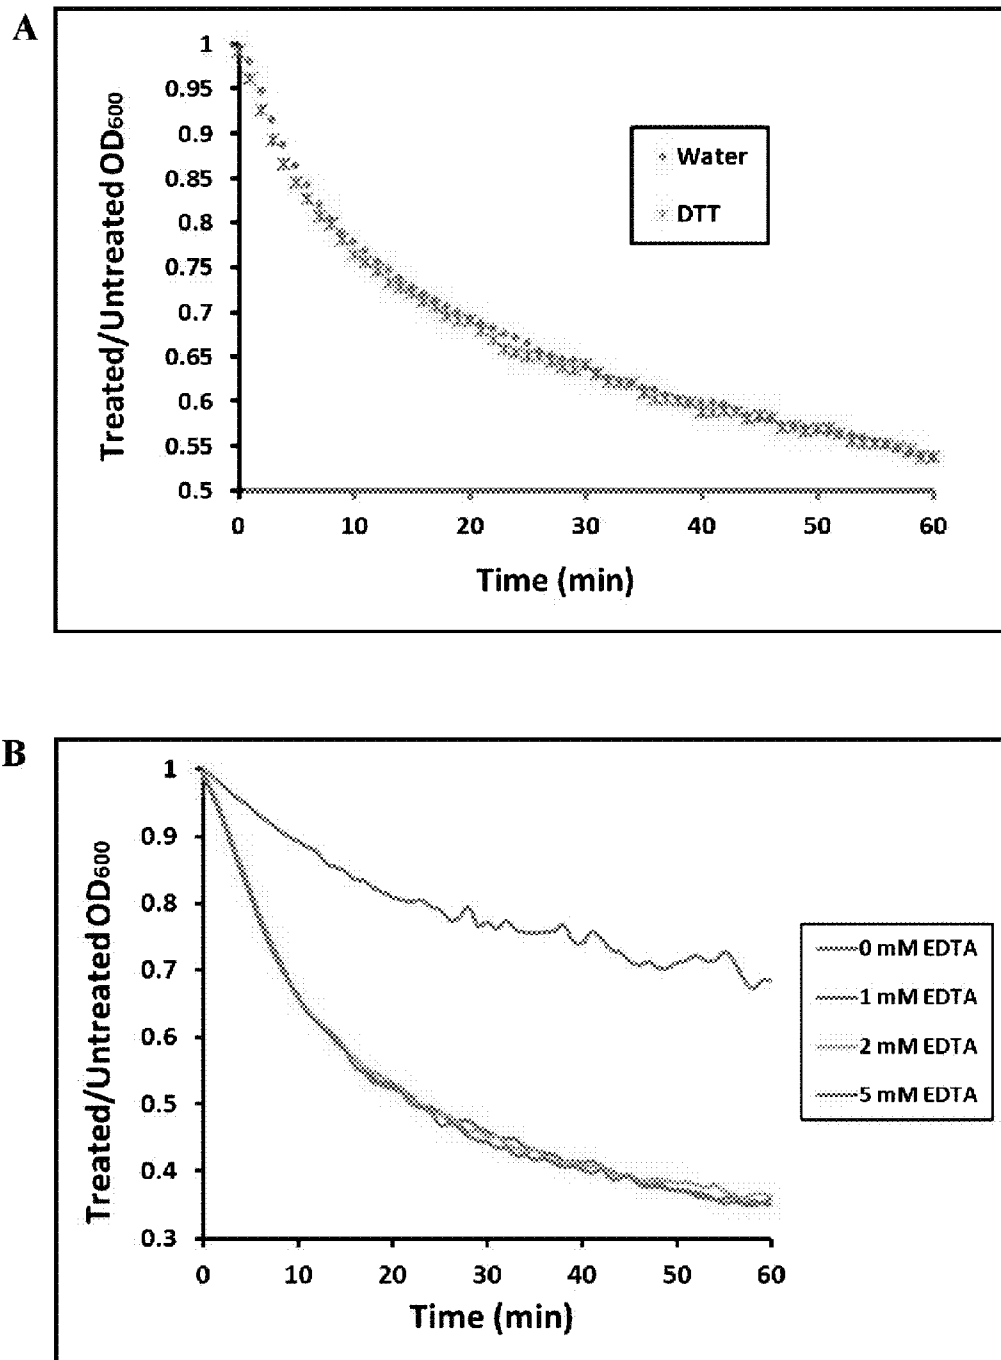 A
1
0.95
0.9
0.85
0.8
0.75
0.7
0.65
0.6
0.55
0.5
Treated/Untreated OD600
Water
DTT
0 10 20 30 40 50 60
Time (min)
B
1
0.9
0.8
0.7
0.6
0.5
0.4
0.3
Treated/Untreated OD600
0 mM EDTA
1 mM EDTA
2 mM EDTA
5 mM EDTA
0 10 20 30 40 50 60
Time (min)